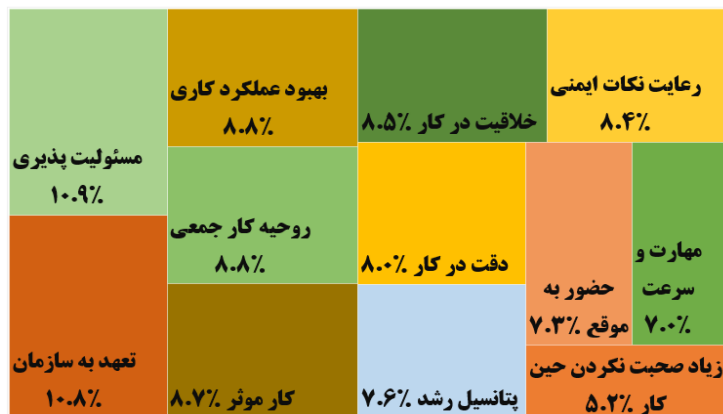 مسئولیت پذیری
۱۰.۹٪
تعهد به سازمان
۱۰.۸٪
بهبود عملکرد کاری
۸.۸٪
روحیه کار جمعی
۸.۸٪
کار موثر ۸.۷٪
خلاقیت در کار ۸.۵٪
رعایت نکات ایمنی
۸.۴٪
دقت در کار ۸.۰٪
پتانسیل رشد ۷.۶٪
حضور به
موقع ۷.۳٪
مهارت و
سرعت
۷.۰٪
زیاد صحبت نکردن حین
کار ۵.۲٪